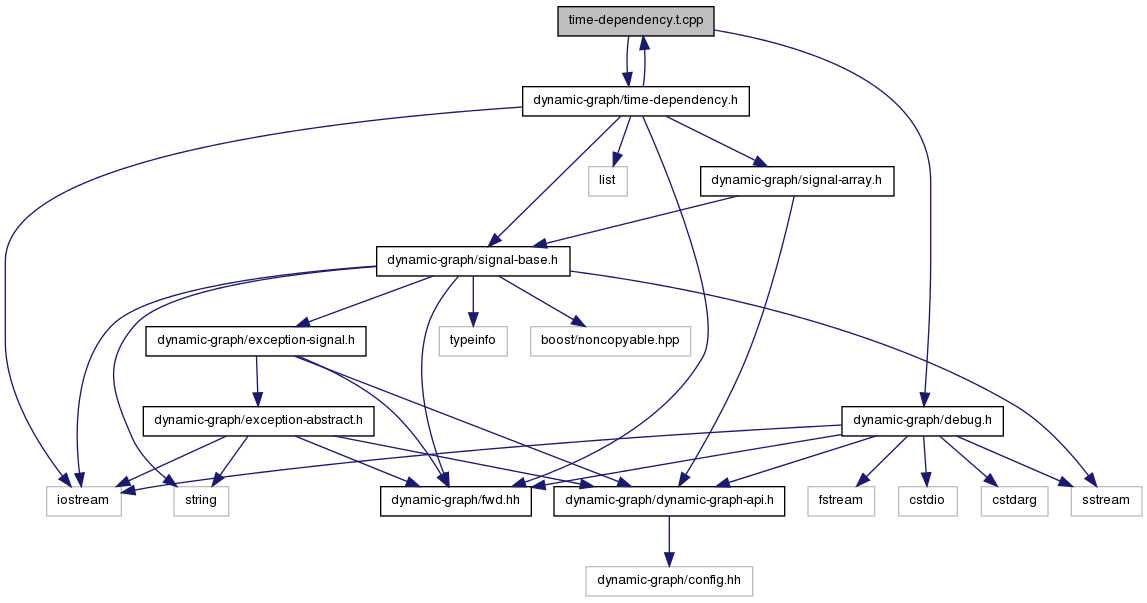 time-dependency.t.cpp
dynamic-graph/time-dependency.h
list
dynamic-graph/signal-array.h
dynamic-graph/signal-base.h
dynamic-graph/exception-signal.h
typeinfo
boost/noncopyable.hpp
dynamic-graph/exception-abstract.h
dynamic-graph/debug.h
iostream
string
dynamic-graph/fwd.hh
dynamic-graph/dynamic-graph-api.h
fstream
cstdio
cstdarg
sstream
dynamic-graph/config.hh